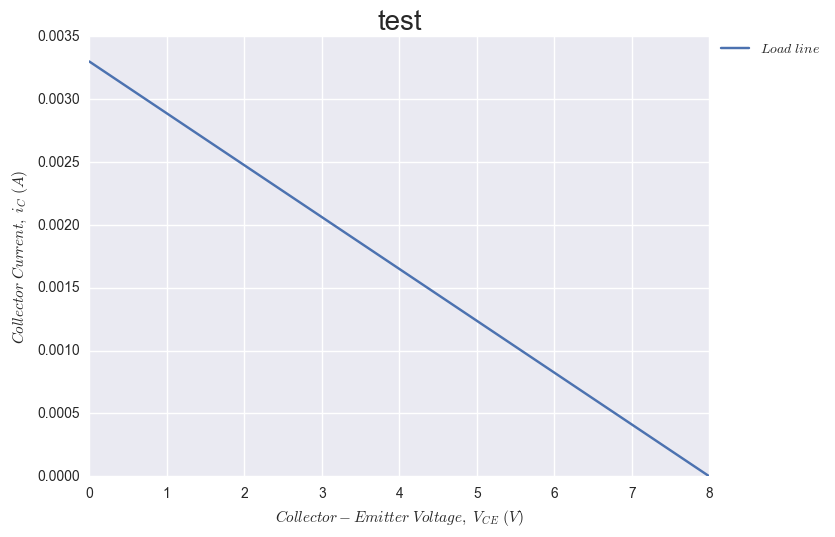 test
Load line
0.0035
0.0030
0.0025
0.0020
0.0015
0.0010
0.0005
0.0000
Collector Current, i_C (A)
0 1 2 3 4 5 6 7 8
Collector − Emitter Voltage, V_CE (V)